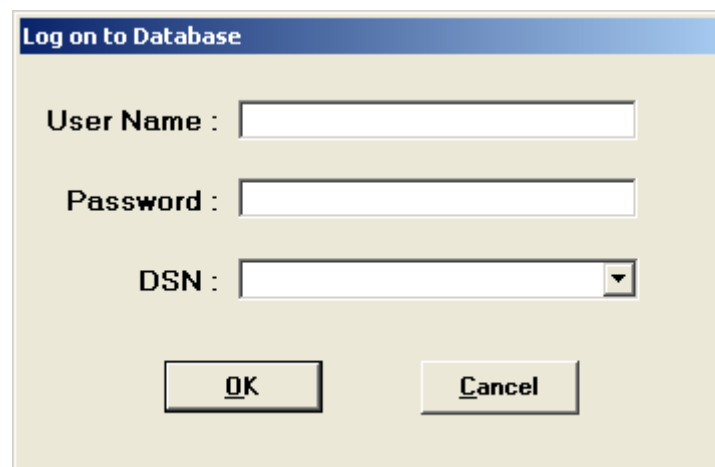 Log on to Database
User Name :
Password :
DSN :
OK Cancel